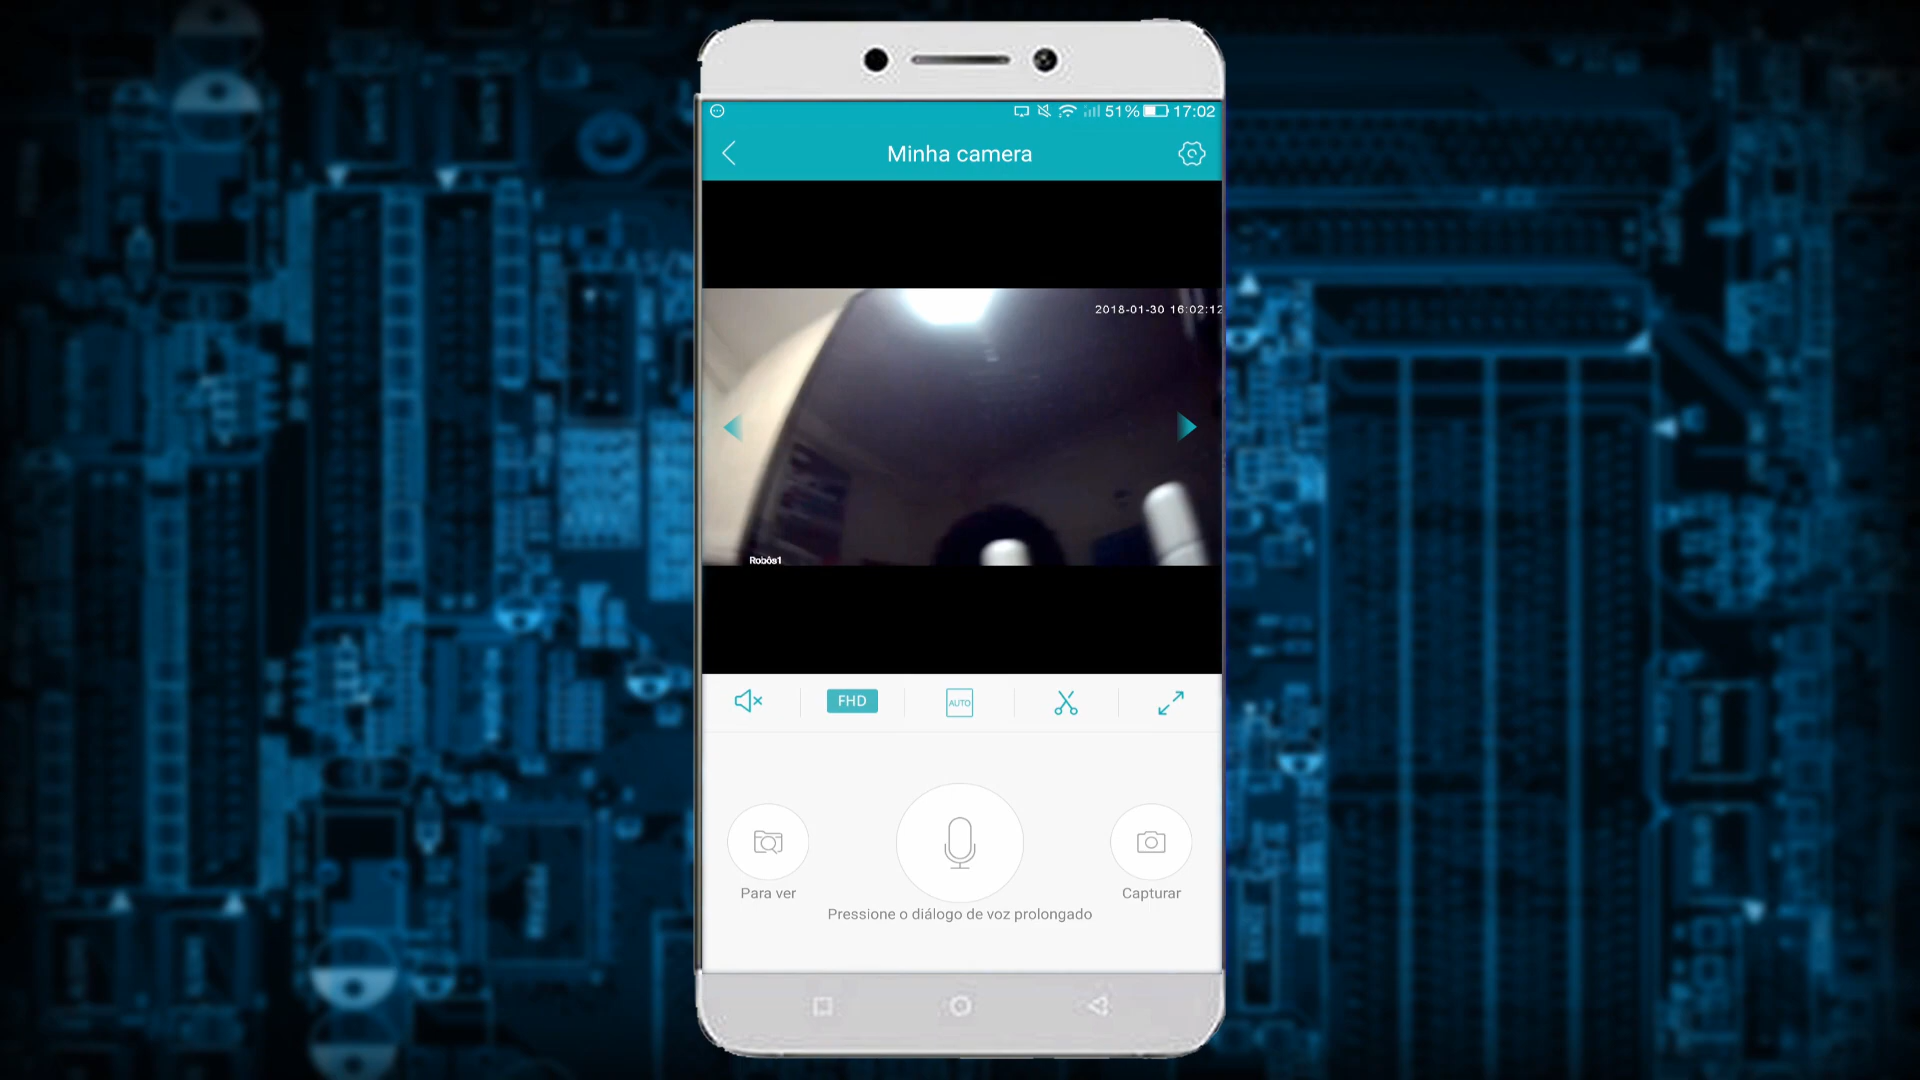 51% 17:02
Minha camera
2018-01-30 16:02:12
Robôs1
FHD
AUTO
Para ver
Pressione o diálogo de voz prolongado
Capturar